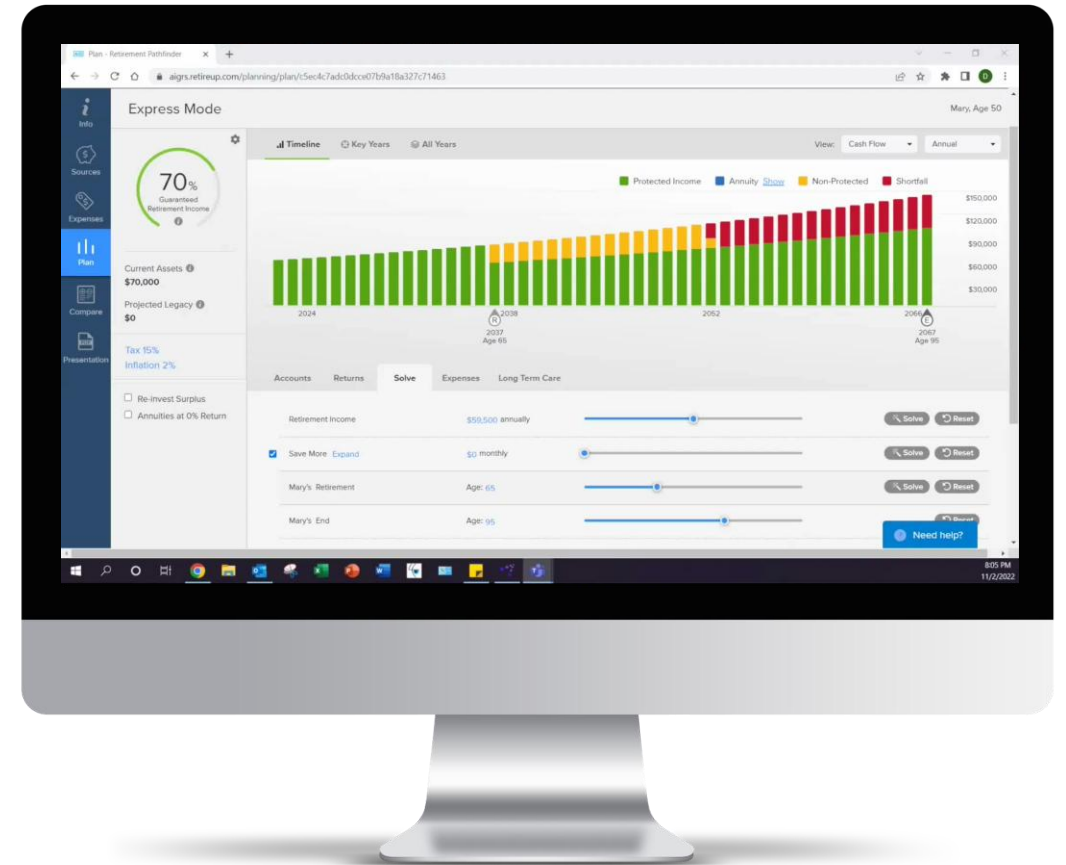 Plan - Retirement Pathfinder
aigrs.retireup.com/planning/plan/c5ec4c7adc0dcce07b9a18a327c71463
Info
Sources
Expenses
Plan
Compare
Presentation
Express Mode
Mary, Age 50
70%
Guaranteed
Retirement Income
Current Assets
$70,000
Projected Legacy
$0
Tax 15%
Inflation 2%
Re-invest Surplus
Annuities at 0% Return
Timeline Key Years All Years
View: Cash Flow Annual
Protected Income Annuity Show Non-Protected Shortfall
$150,000
$120,000
$90,000
$60,000
$30,000
2024 2038 2052 2066
R E
2037 2067
Age 65 Age 95
Accounts Returns Solve Expenses Long Term Care
Retirement Income $59,500 annually Solve Reset
Save More Expand $0 monthly Solve Reset
Mary's Retirement Age: 65 Solve Reset
Mary's End Age: 95 Reset
Need help?
8:05 PM
11/2/2022